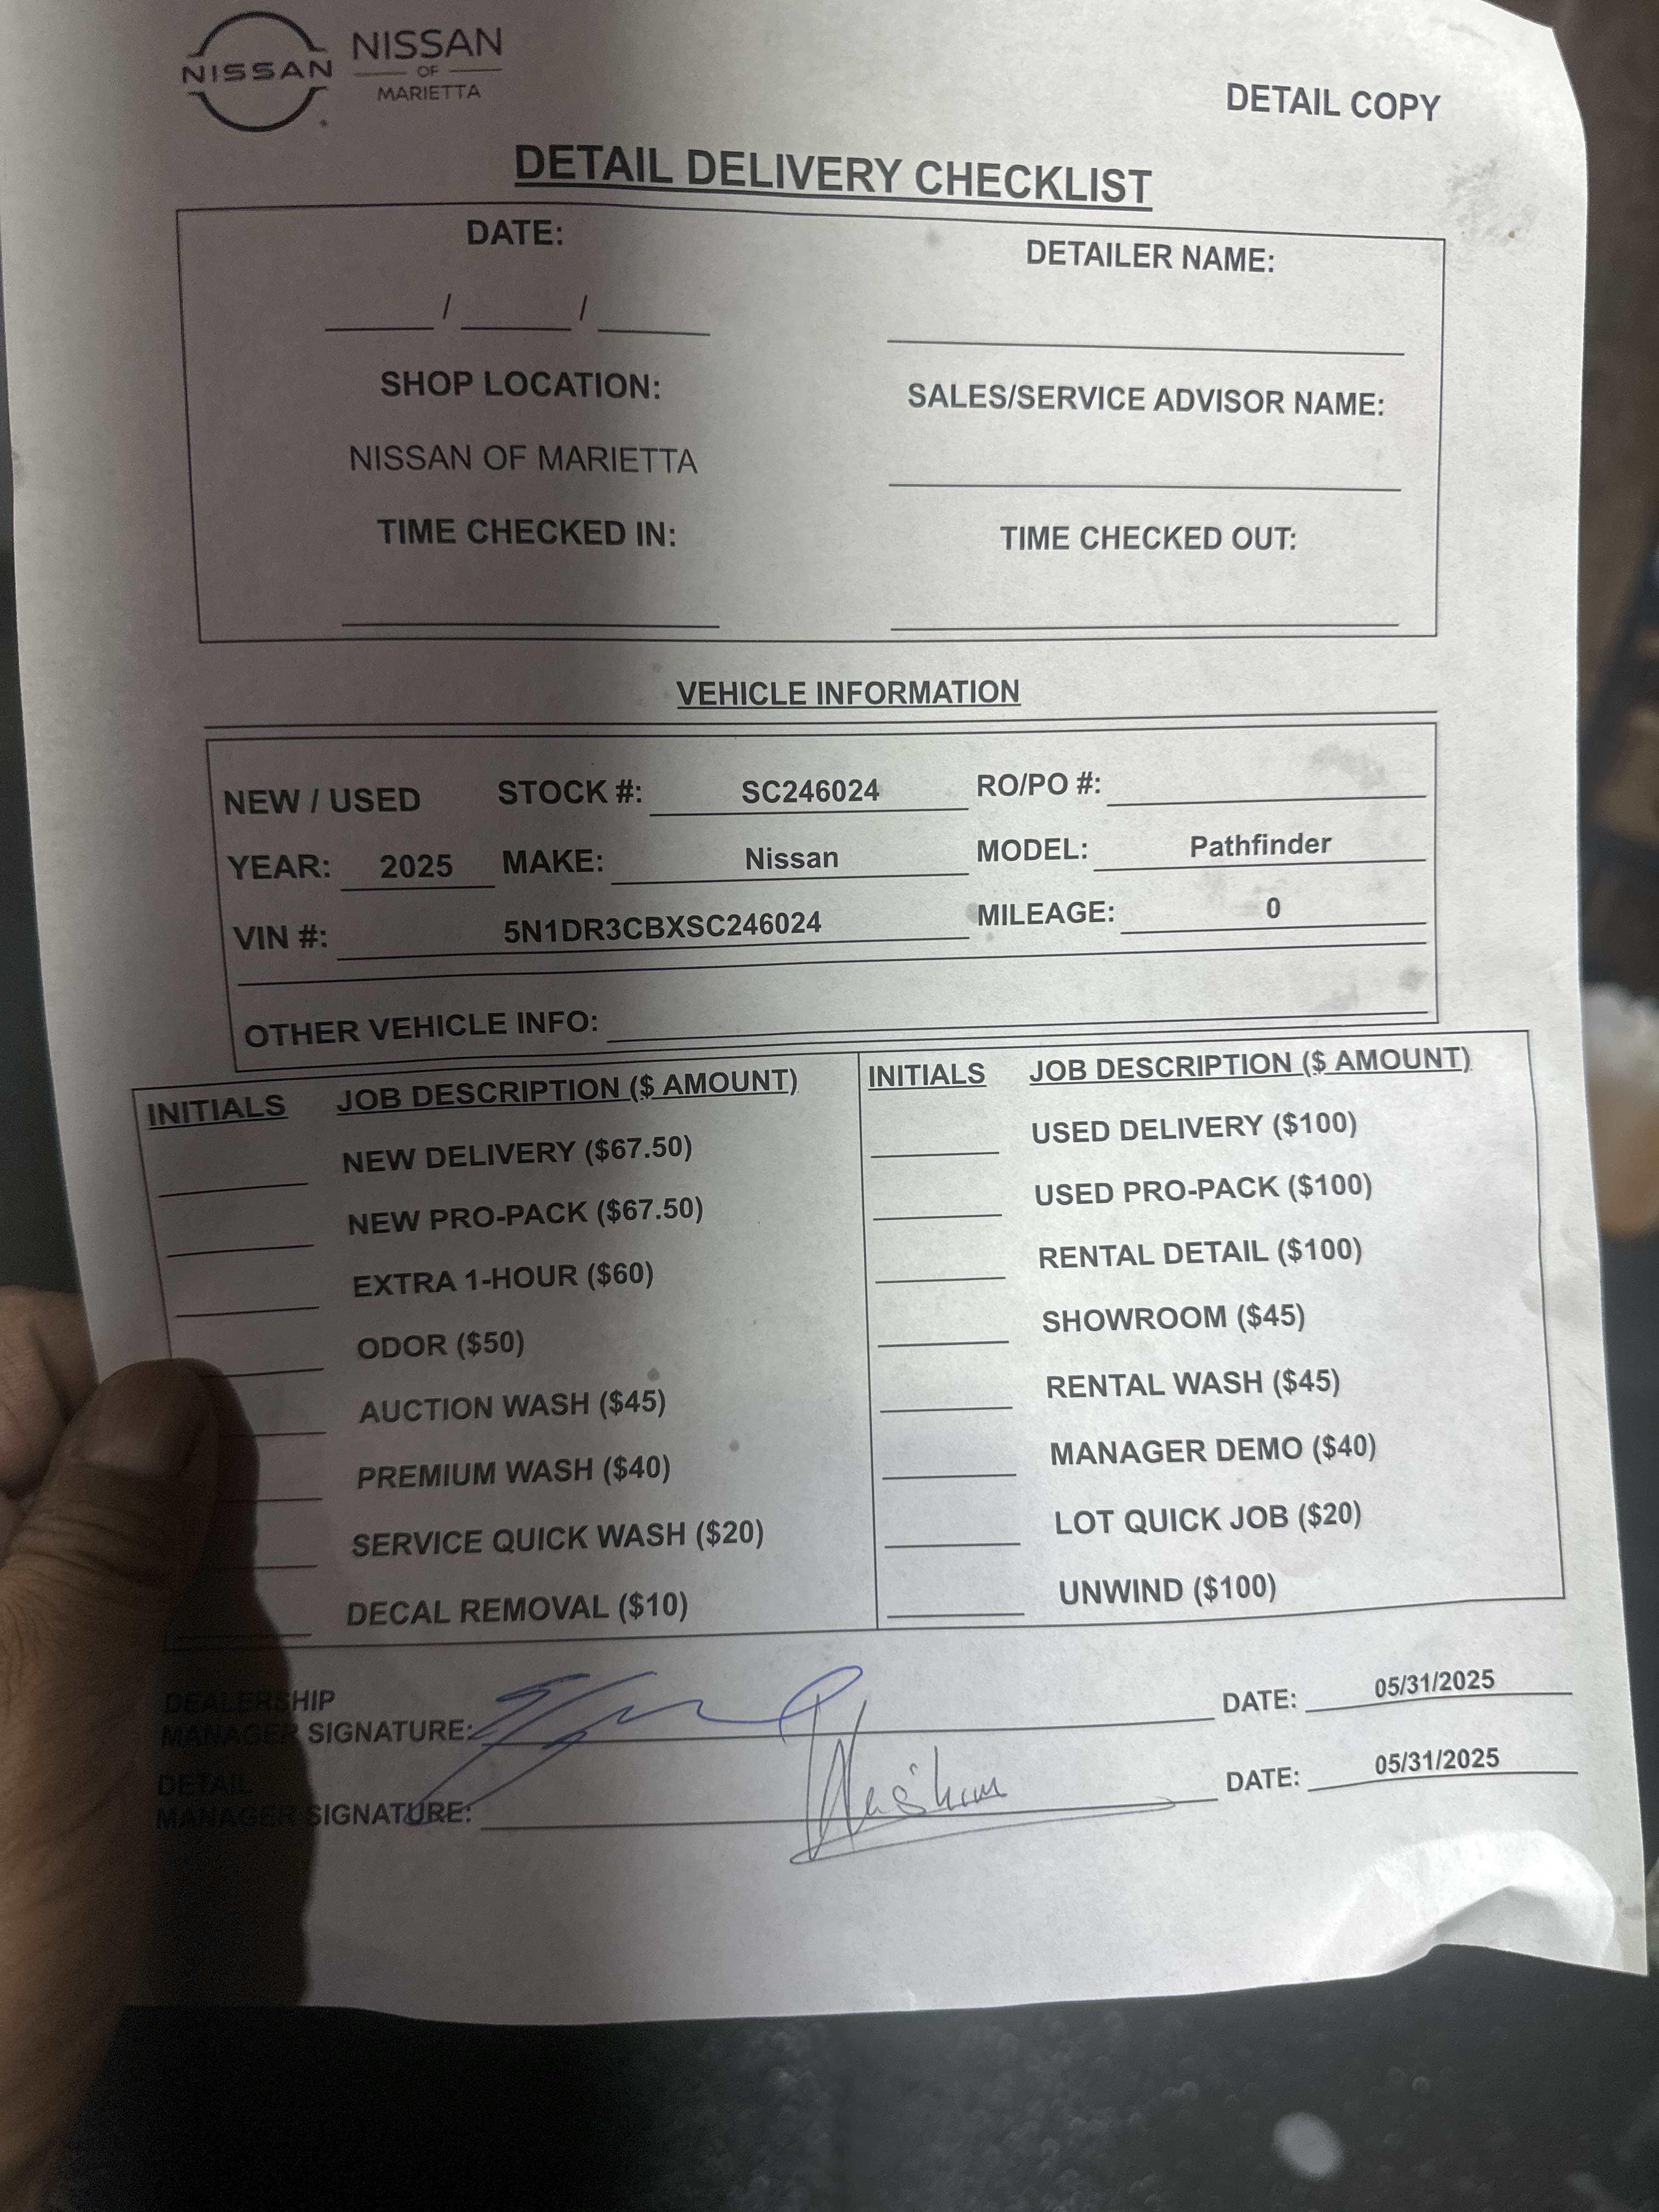 NISSAN
NISSAN
OF
MARIETTA
DETAIL COPY
DETAIL DELIVERY CHECKLIST
DATE:
DETAILER NAME:
____/____/____
SHOP LOCATION:
SALES/SERVICE ADVISOR NAME:
NISSAN OF MARIETTA
TIME CHECKED IN:
TIME CHECKED OUT:
VEHICLE INFORMATION
NEW / USED STOCK #: SC246024 RO/PO #:
YEAR: 2025 MAKE: Nissan MODEL: Pathfinder
VIN #: 5N1DR3CBXSC246024 MILEAGE: 0
OTHER VEHICLE INFO:
INITIALS JOB DESCRIPTION ($ AMOUNT)
NEW DELIVERY ($67.50)
NEW PRO-PACK ($67.50)
EXTRA 1-HOUR ($60)
ODOR ($50)
AUCTION WASH ($45)
PREMIUM WASH ($40)
SERVICE QUICK WASH ($20)
DECAL REMOVAL ($10)
INITIALS JOB DESCRIPTION ($ AMOUNT)
USED DELIVERY ($100)
USED PRO-PACK ($100)
RENTAL DETAIL ($100)
SHOWROOM ($45)
RENTAL WASH ($45)
MANAGER DEMO ($40)
LOT QUICK JOB ($20)
UNWIND ($100)
DEALERSHIP
MANAGER SIGNATURE: DATE: 05/31/2025
DETAIL
MANAGER SIGNATURE: DATE: 05/31/2025